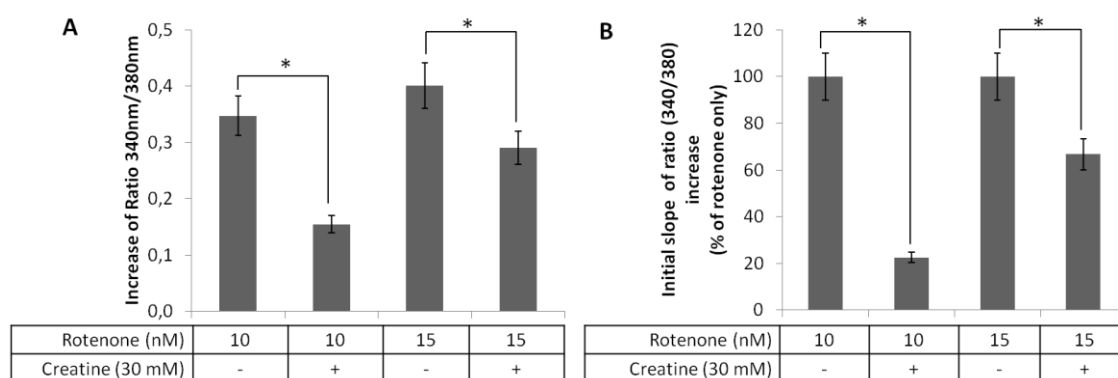 A
Increase of Ratio 340nm/380nm
0,5
0,4
0,3
0,2
0,1
0,0
*
*
Rotenone (nM) 10 10 15 15
Creatine (30 mM) - + - +
B
Initial slope of ratio (340/380)
increase
(% of rotenone only)
120
100
80
60
40
20
0
*
*
Rotenone (nM) 10 10 15 15
Creatine (30 mM) - + - +